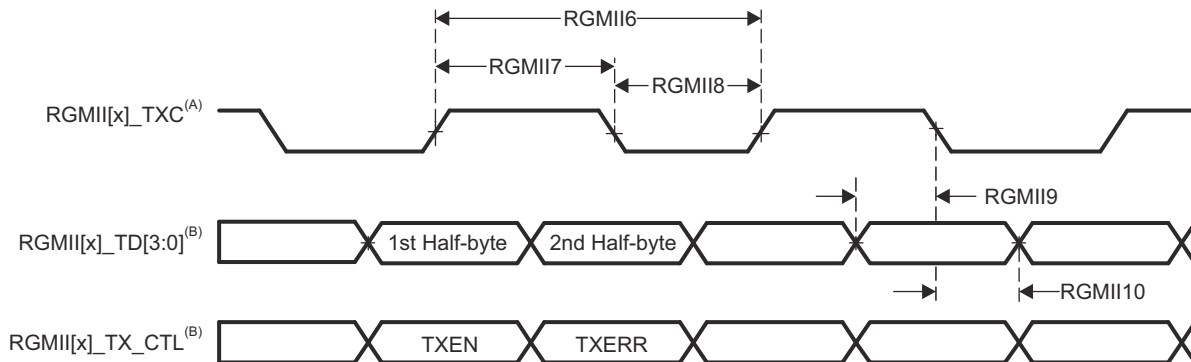 RGMII6
RGMII7
RGMII8
RGMII[x]_TXC(A)
RGMII9
RGMII[x]_TD[3:0](B)
1st Half-byte
2nd Half-byte
RGMII10
RGMII[x]_TX_CTL(B)
TXEN
TXERR